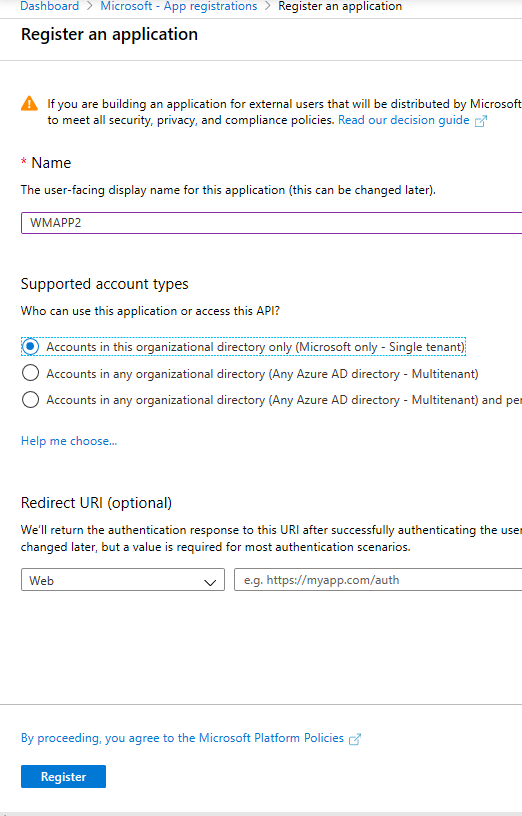 Dashboard > Microsoft - App registrations > Register an application
Register an application
If you are building an application for external users that will be distributed by Microsoft
to meet all security, privacy, and compliance policies. Read our decision guide
* Name
The user-facing display name for this application (this can be changed later).
WMAPP2
Supported account types
Who can use this application or access this API?
Accounts in this organizational directory only (Microsoft only - Single tenant)
Accounts in any organizational directory (Any Azure AD directory - Multitenant)
Accounts in any organizational directory (Any Azure AD directory - Multitenant) and per
Help me choose...
Redirect URI (optional)
We'll return the authentication response to this URI after successfully authenticating the user
changed later, but a value is required for most authentication scenarios.
Web
e.g. https://myapp.com/auth
By proceeding, you agree to the Microsoft Platform Policies
Register